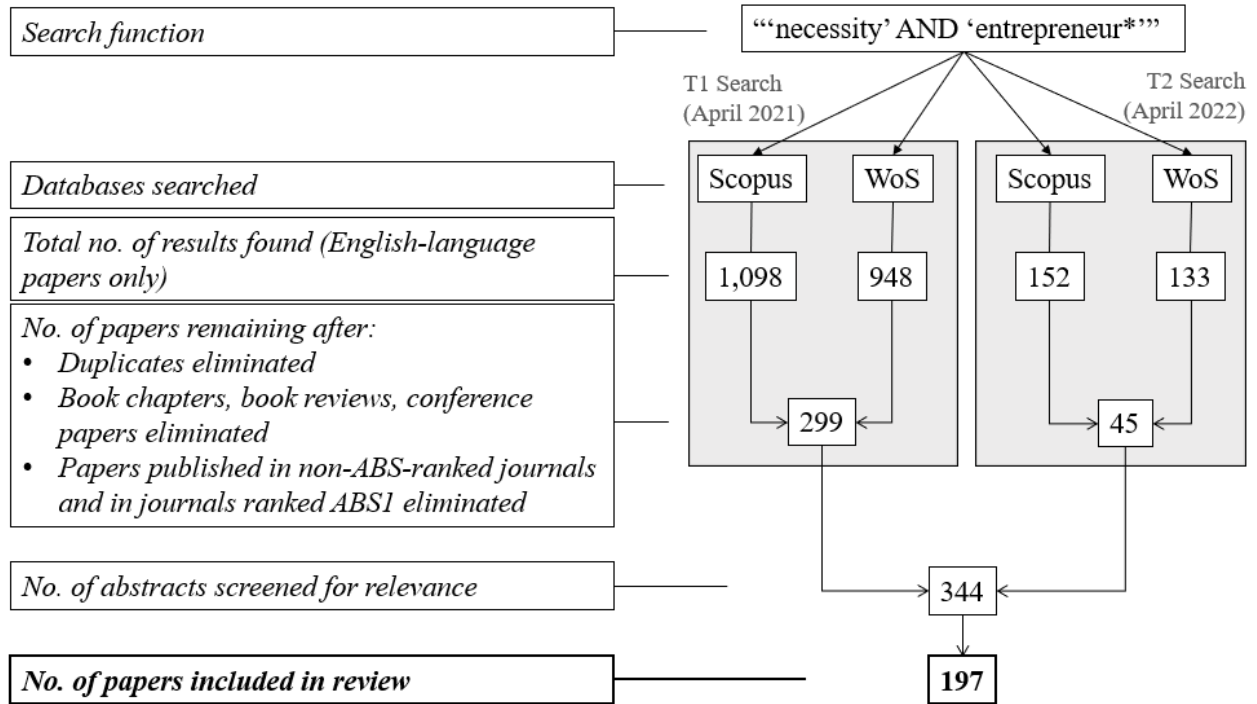 Search function
“‘necessity’ AND ‘entrepreneur*’”
T1 Search
(April 2021)
T2 Search
(April 2022)
Databases searched
Scopus
WoS
Scopus
WoS
Total no. of results found (English-language
papers only)
1,098
948
152
133
No. of papers remaining after:
• Duplicates eliminated
• Book chapters, book reviews, conference
papers eliminated
• Papers published in non-ABS-ranked journals
and in journals ranked ABS1 eliminated
299
45
No. of abstracts screened for relevance
344
No. of papers included in review
197